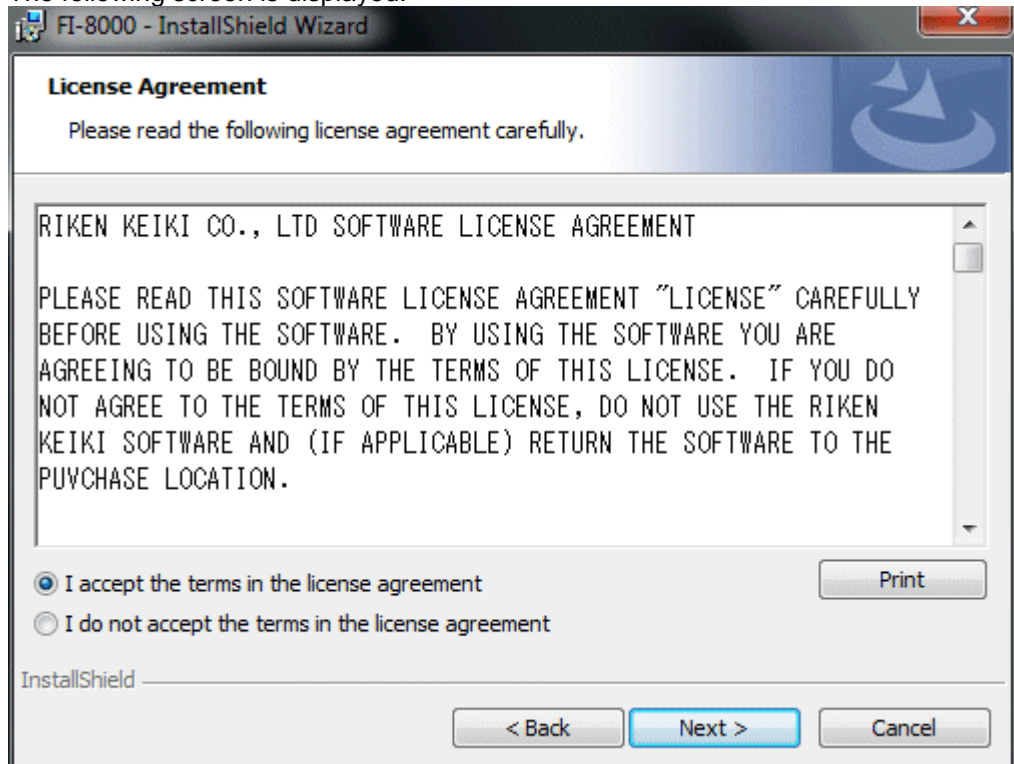 The following screen is displayed.
FI-8000 - InstallShield Wizard
License Agreement
Please read the following license agreement carefully.
RIKEN KEIKI CO., LTD SOFTWARE LICENSE AGREEMENT
PLEASE READ THIS SOFTWARE LICENSE AGREEMENT ″LICENSE″ CAREFULLY
BEFORE USING THE SOFTWARE.  BY USING THE SOFTWARE YOU ARE
AGREEING TO BE BOUND BY THE TERMS OF THIS LICENSE.  IF YOU DO
NOT AGREE TO THE TERMS OF THIS LICENSE, DO NOT USE THE RIKEN
KEIKI SOFTWARE AND (IF APPLICABLE) RETURN THE SOFTWARE TO THE
PUVCHASE LOCATION.
I accept the terms in the license agreement
Print
I do not accept the terms in the license agreement
InstallShield
< Back
Next >
Cancel